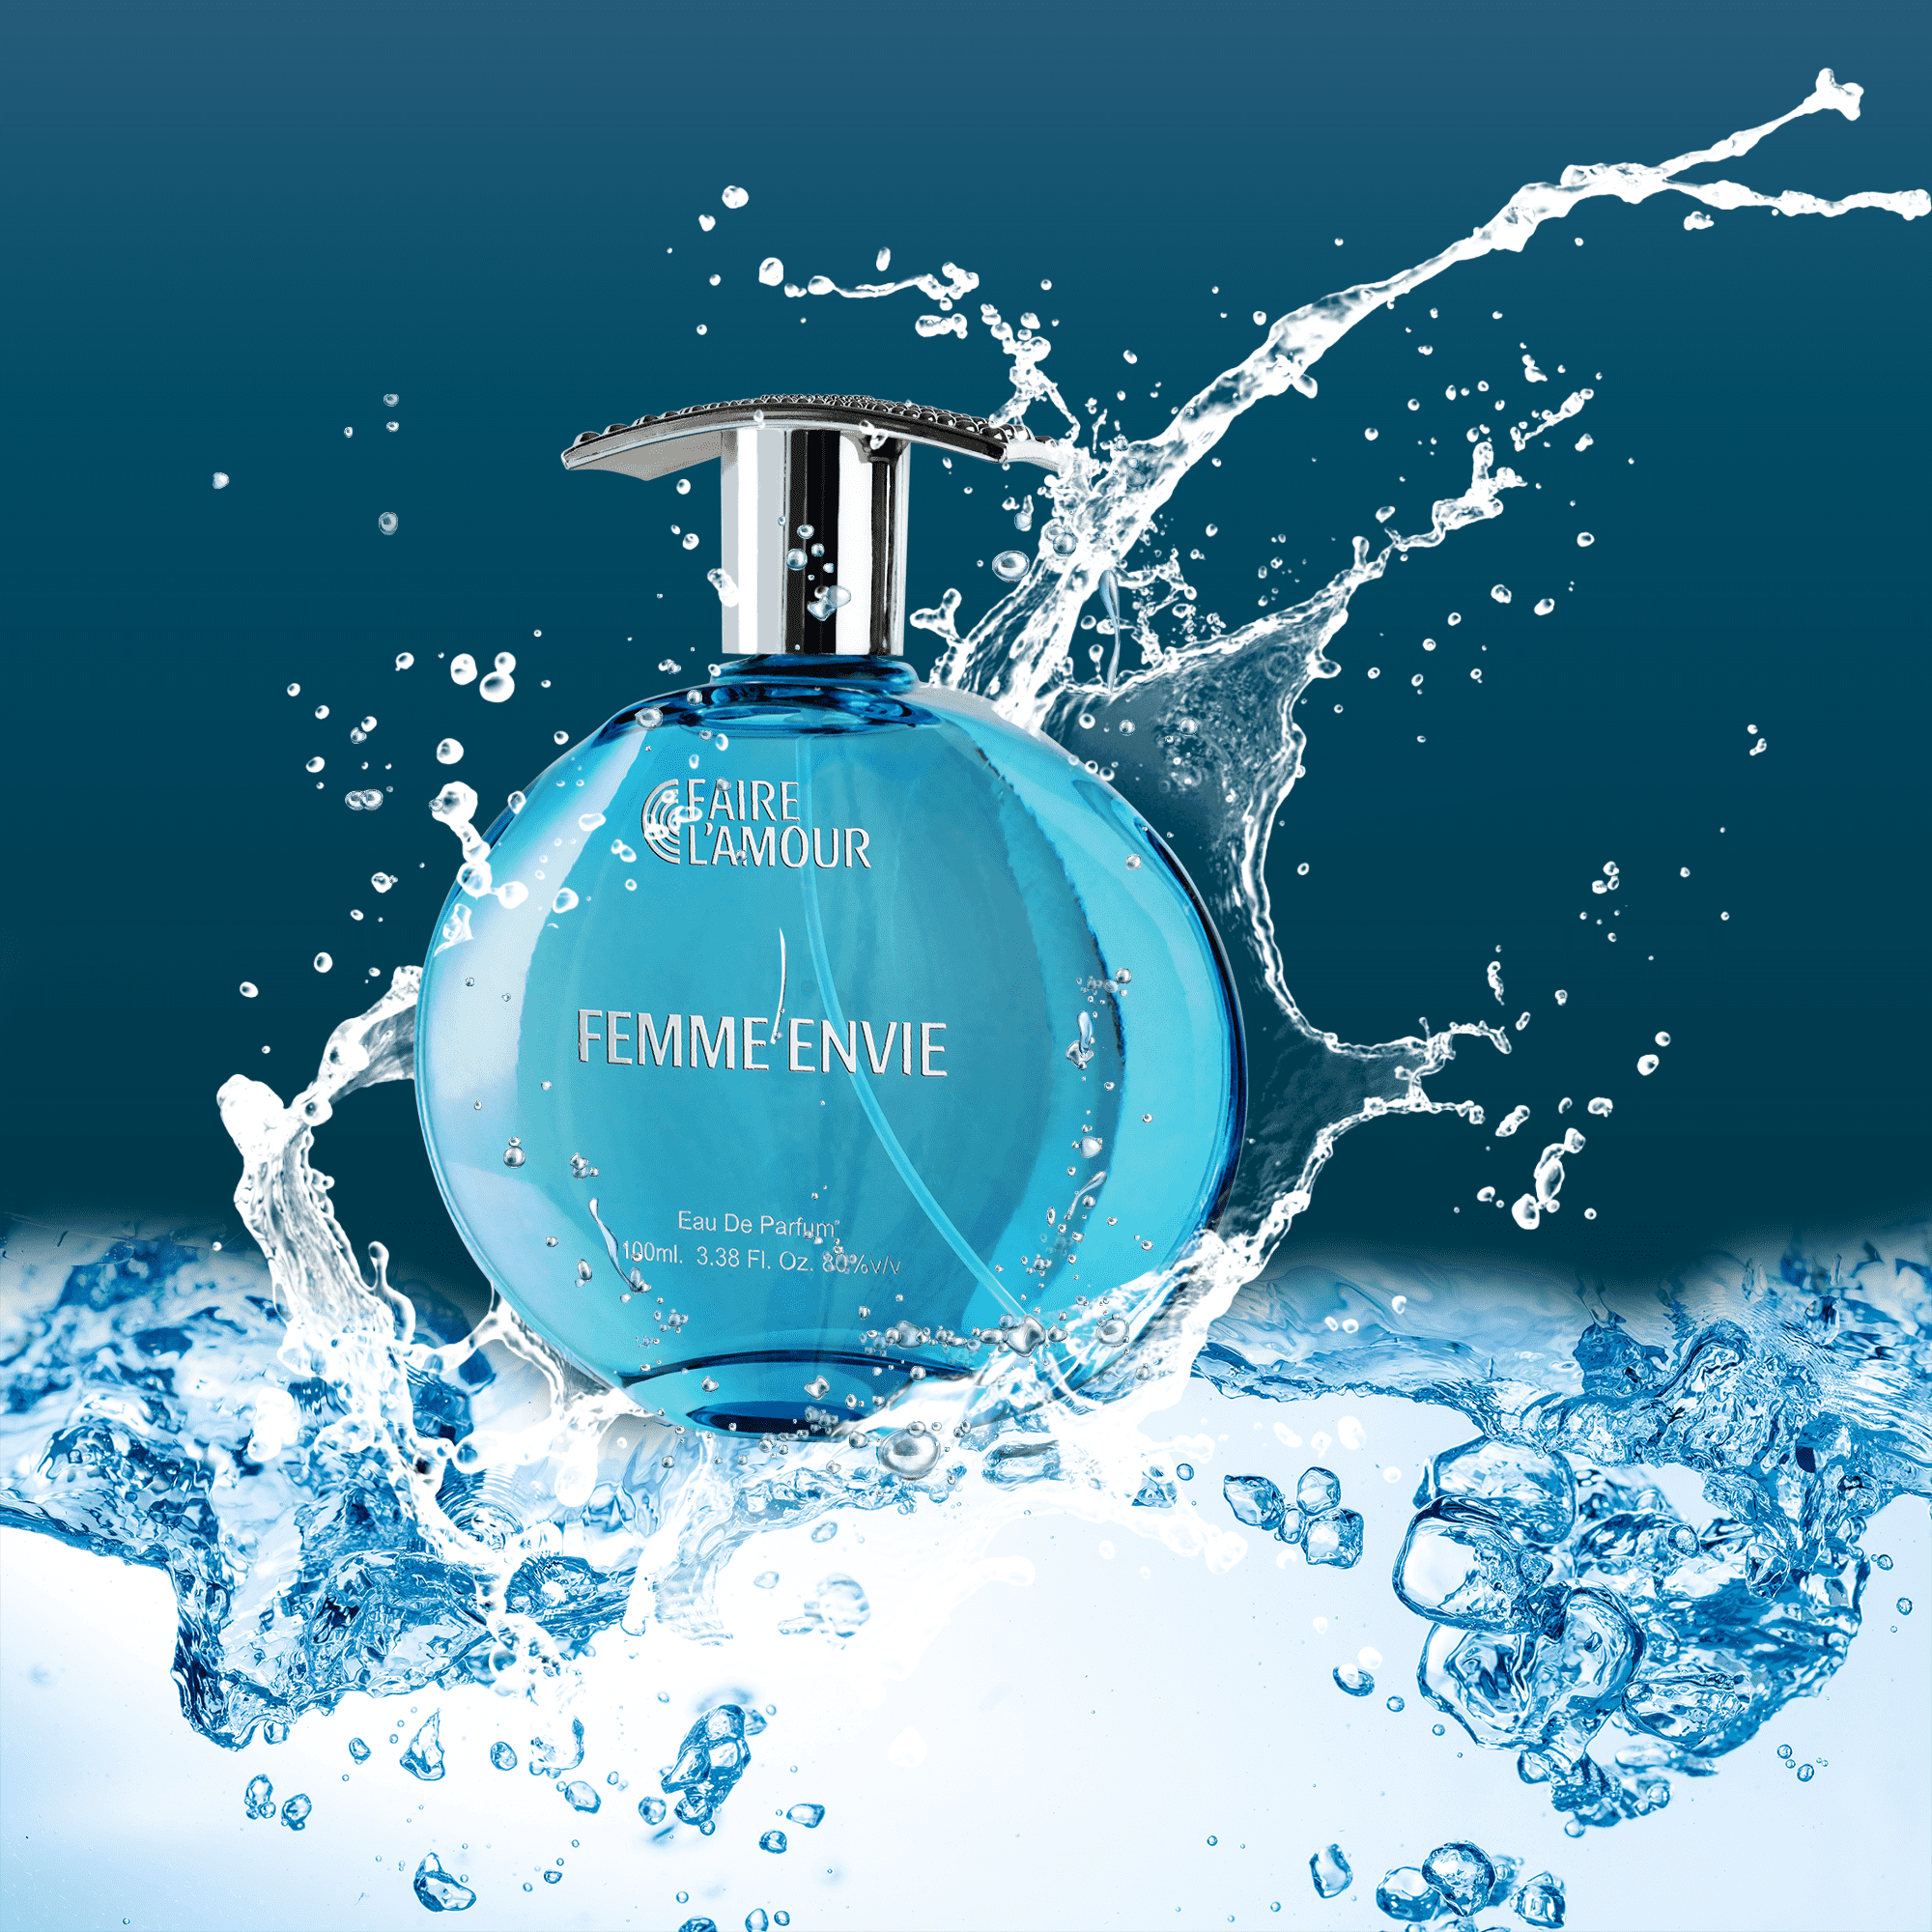 FAIRE
L'AMOUR
FEMME ENVIE
Eau De Parfum
100ml. 3.38 Fl. Oz. 80%v/v